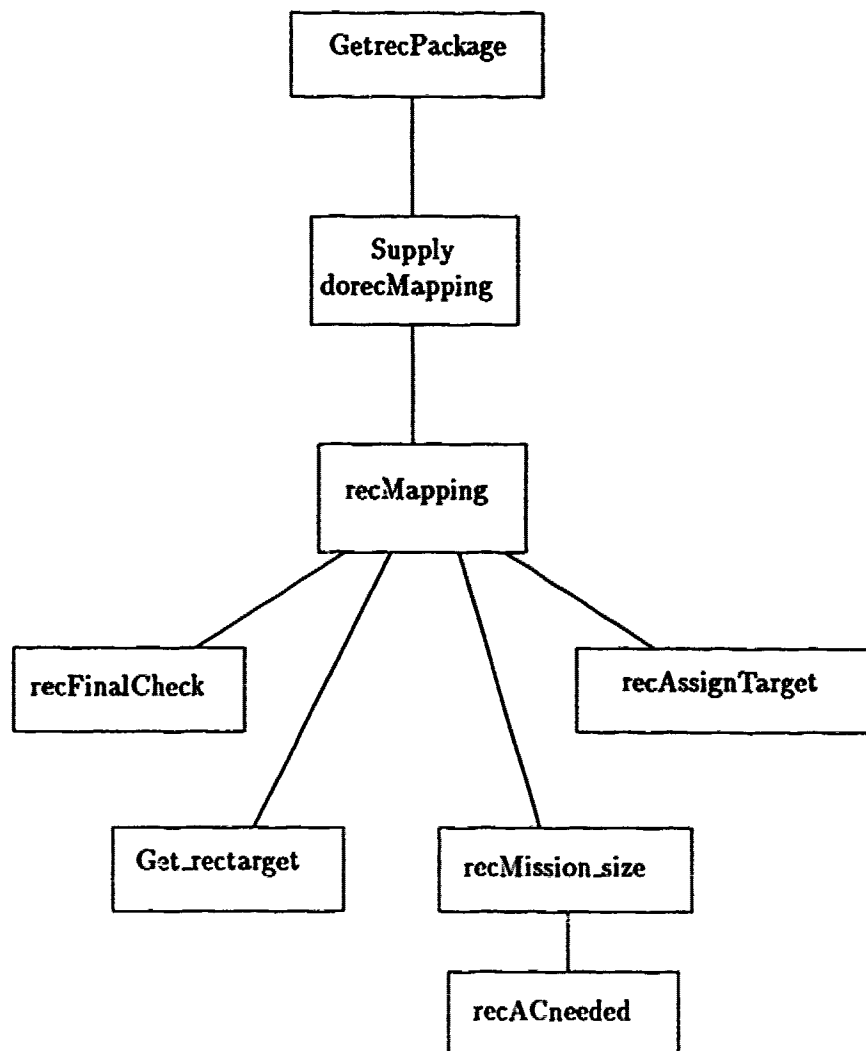 GetrecPackage
Supply
dorecMapping
recMapping
recFinalCheck
recAssignTarget
Get_rectarget
recMission_size
recACneeded